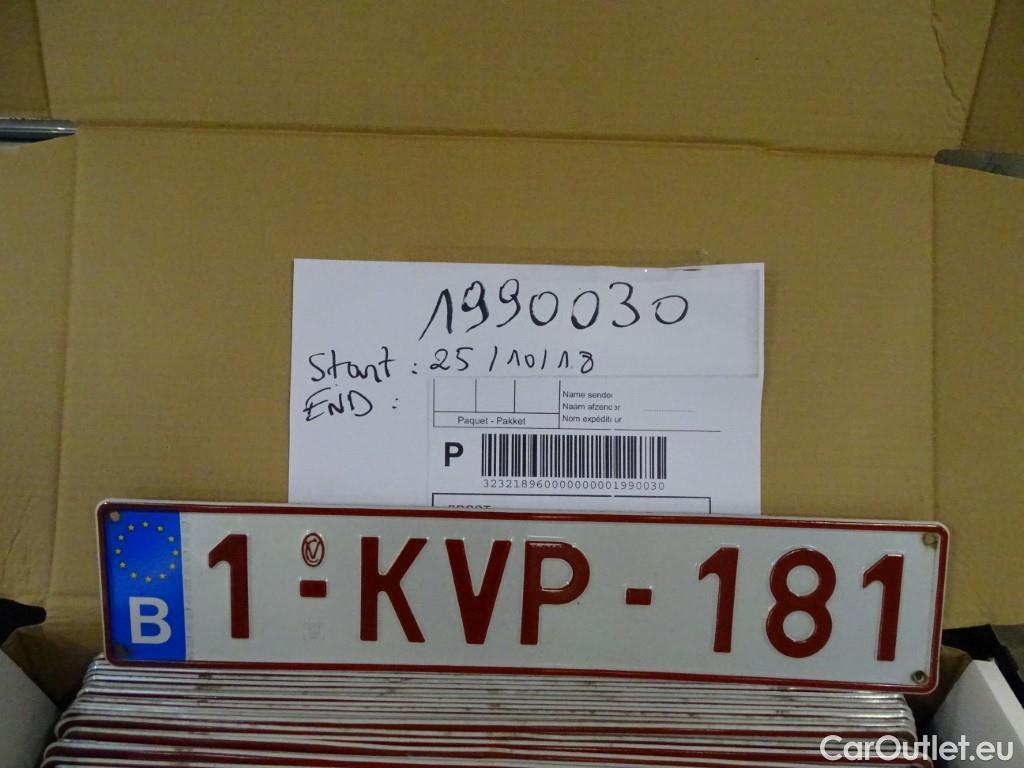 1990030
Start: 25/10/18
END:
Name sender
Naam afzender
Nom expéditeur
Paquet - Pakket
P
323218960000000001990030
B
1-KVP-181
CarOutlet.eu